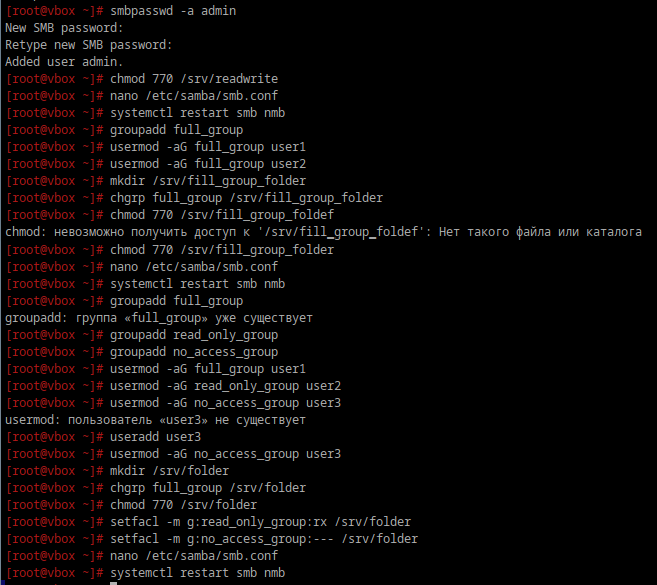 [root@vbox ~]# smbpasswd -a admin
New SMB password:
Retype new SMB password:
Added user admin.
[root@vbox ~]# chmod 770 /srv/readwrite
[root@vbox ~]# nano /etc/samba/smb.conf
[root@vbox ~]# systemctl restart smb nmb
[root@vbox ~]# groupadd full_group
[root@vbox ~]# usermod -aG full_group user1
[root@vbox ~]# usermod -aG full_group user2
[root@vbox ~]# mkdir /srv/fill_group_folder
[root@vbox ~]# chgrp full_group /srv/fill_group_folder
[root@vbox ~]# chmod 770 /srv/fill_group_foldef
chmod: невозможно получить доступ к '/srv/fill_group_foldef': Нет такого файла или каталога
[root@vbox ~]# chmod 770 /srv/fill_group_folder
[root@vbox ~]# nano /etc/samba/smb.conf
[root@vbox ~]# systemctl restart smb nmb
[root@vbox ~]# groupadd full_group
groupadd: группа «full_group» уже существует
[root@vbox ~]# groupadd read_only_group
[root@vbox ~]# groupadd no_access_group
[root@vbox ~]# usermod -aG full_group user1
[root@vbox ~]# usermod -aG read_only_group user2
[root@vbox ~]# usermod -aG no_access_group user3
usermod: пользователь «user3» не существует
[root@vbox ~]# useradd user3
[root@vbox ~]# usermod -aG no_access_group user3
[root@vbox ~]# mkdir /srv/folder
[root@vbox ~]# chgrp full_group /srv/folder
[root@vbox ~]# chmod 770 /srv/folder
[root@vbox ~]# setfacl -m g:read_only_group:rx /srv/folder
[root@vbox ~]# setfacl -m g:no_access_group:--- /srv/folder
[root@vbox ~]# nano /etc/samba/smb.conf
[root@vbox ~]# systemctl restart smb nmb